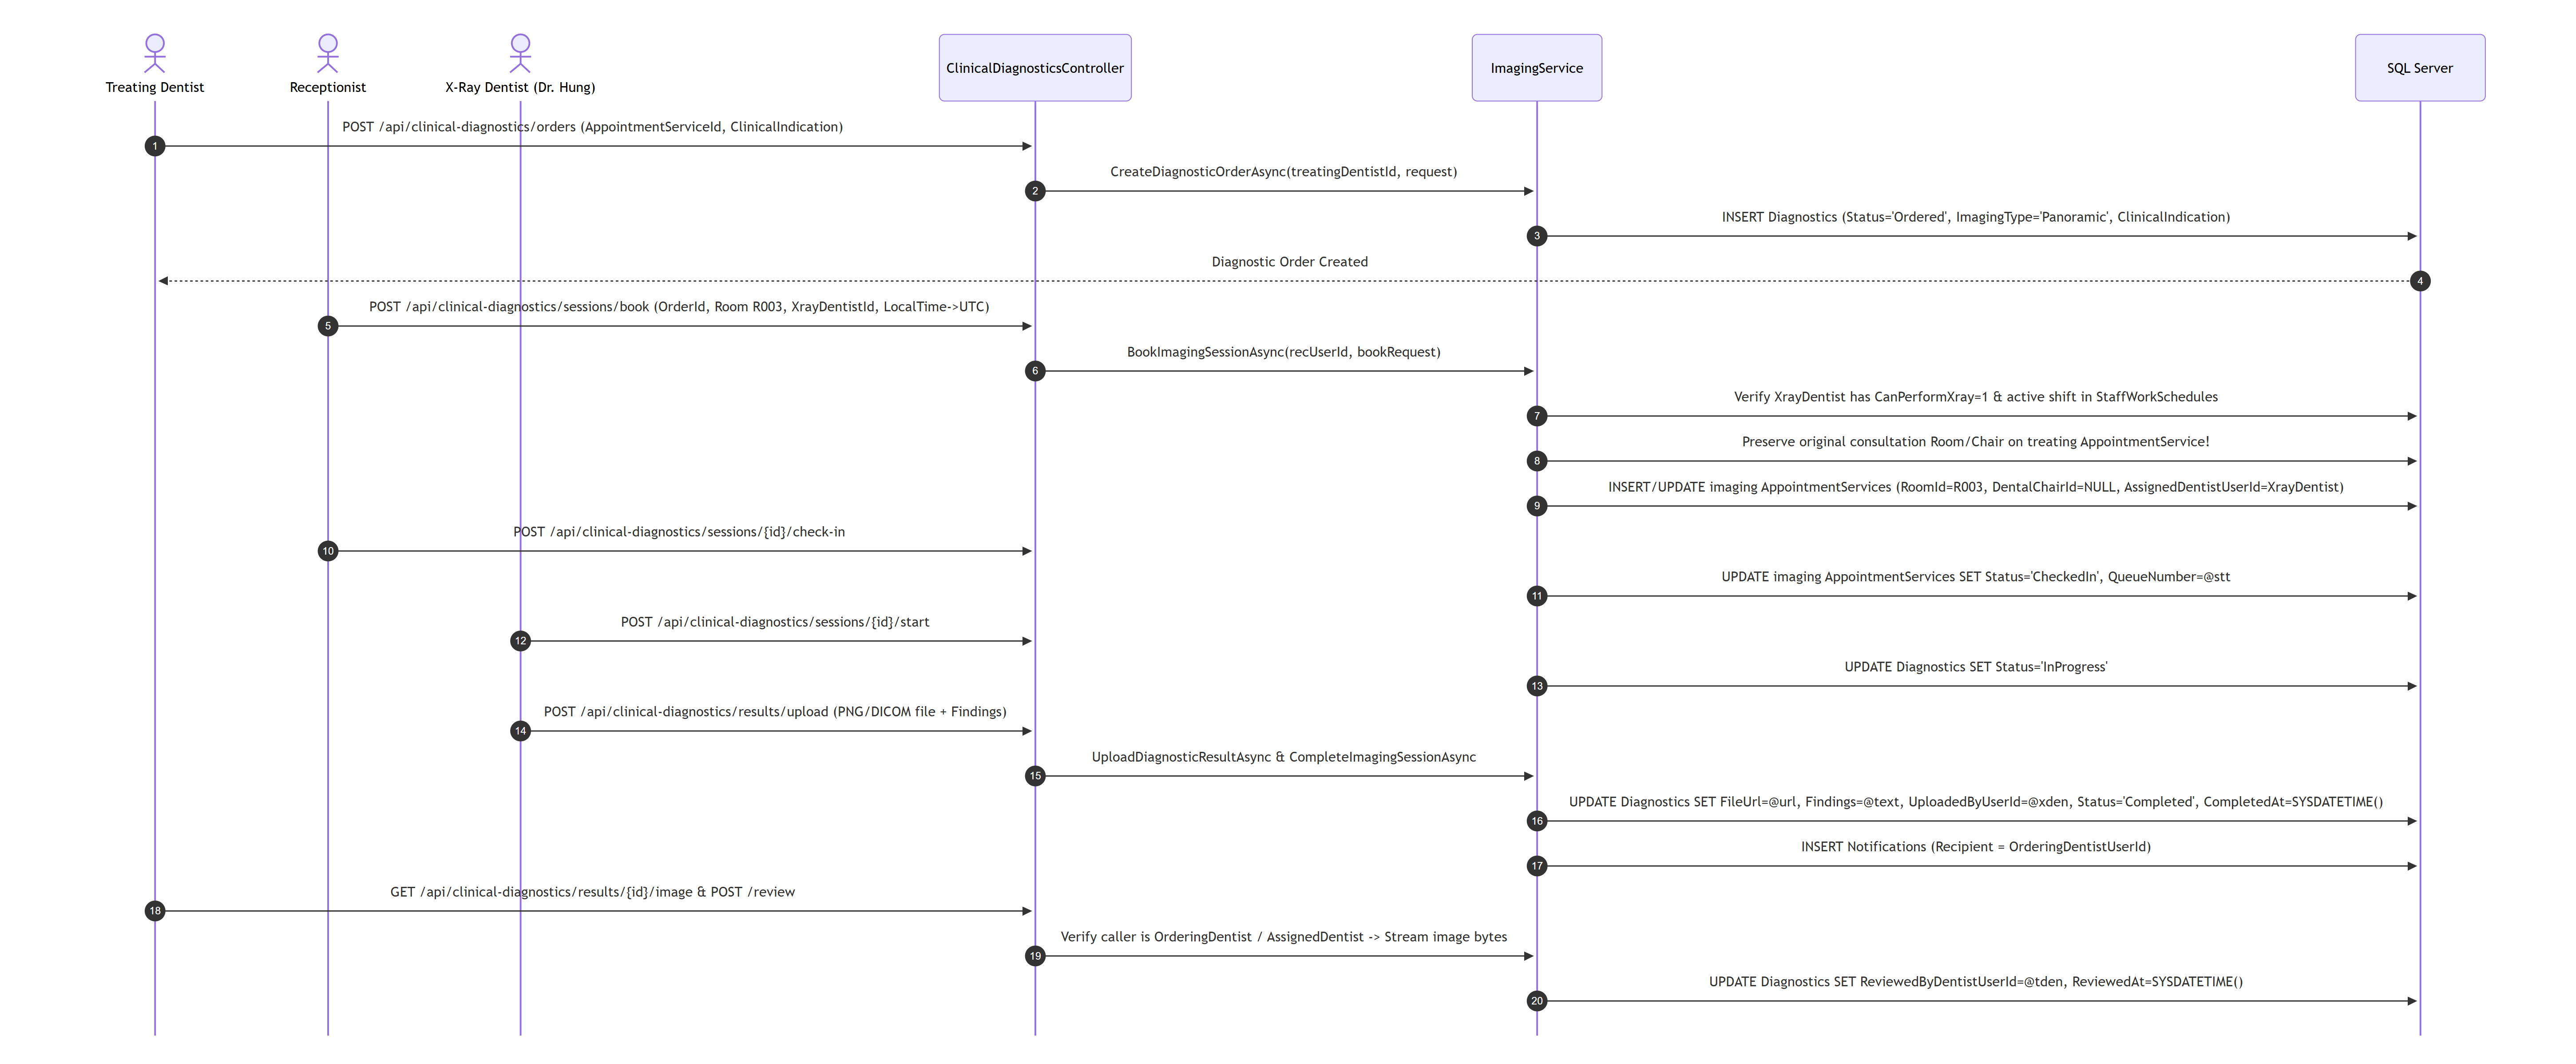 Treating Dentist
Receptionist
X-Ray Dentist (Dr. Hung)
ClinicalDiagnosticsController
ImagingService
SQL Server
POST /api/clinical-diagnostics/orders (AppointmentServiceId, ClinicalIndication)
1
CreateDiagnosticOrderAsync(treatingDentistId, request)
2
INSERT Diagnostics (Status='Ordered', ImagingType='Panoramic', ClinicalIndication)
3
Diagnostic Order Created
4
POST /api/clinical-diagnostics/sessions/book (OrderId, Room R003, XrayDentistId, LocalTime->UTC)
5
BookImagingSessionAsync(recUserId, bookRequest)
6
Verify XrayDentist has CanPerformXray=1 & active shift in StaffWorkSchedules
7
Preserve original consultation Room/Chair on treating AppointmentService!
8
INSERT/UPDATE imaging AppointmentServices (RoomId=R003, DentalChairId=NULL, AssignedDentistUserId=XrayDentist)
9
POST /api/clinical-diagnostics/sessions/{id}/check-in
10
UPDATE imaging AppointmentServices SET Status='CheckedIn', QueueNumber=@stt
11
POST /api/clinical-diagnostics/sessions/{id}/start
12
UPDATE Diagnostics SET Status='InProgress'
13
POST /api/clinical-diagnostics/results/upload (PNG/DICOM file + Findings)
14
UploadDiagnosticResultAsync & CompleteImagingSessionAsync
15
UPDATE Diagnostics SET FileUrl=@url, Findings=@text, UploadedByUserId=@xden, Status='Completed', CompletedAt=SYSDATETIME()
16
INSERT Notifications (Recipient = OrderingDentistUserId)
17
GET /api/clinical-diagnostics/results/{id}/image & POST /review
18
Verify caller is OrderingDentist / AssignedDentist -> Stream image bytes
19
UPDATE Diagnostics SET ReviewedByDentistUserId=@tden, ReviewedAt=SYSDATETIME()
20